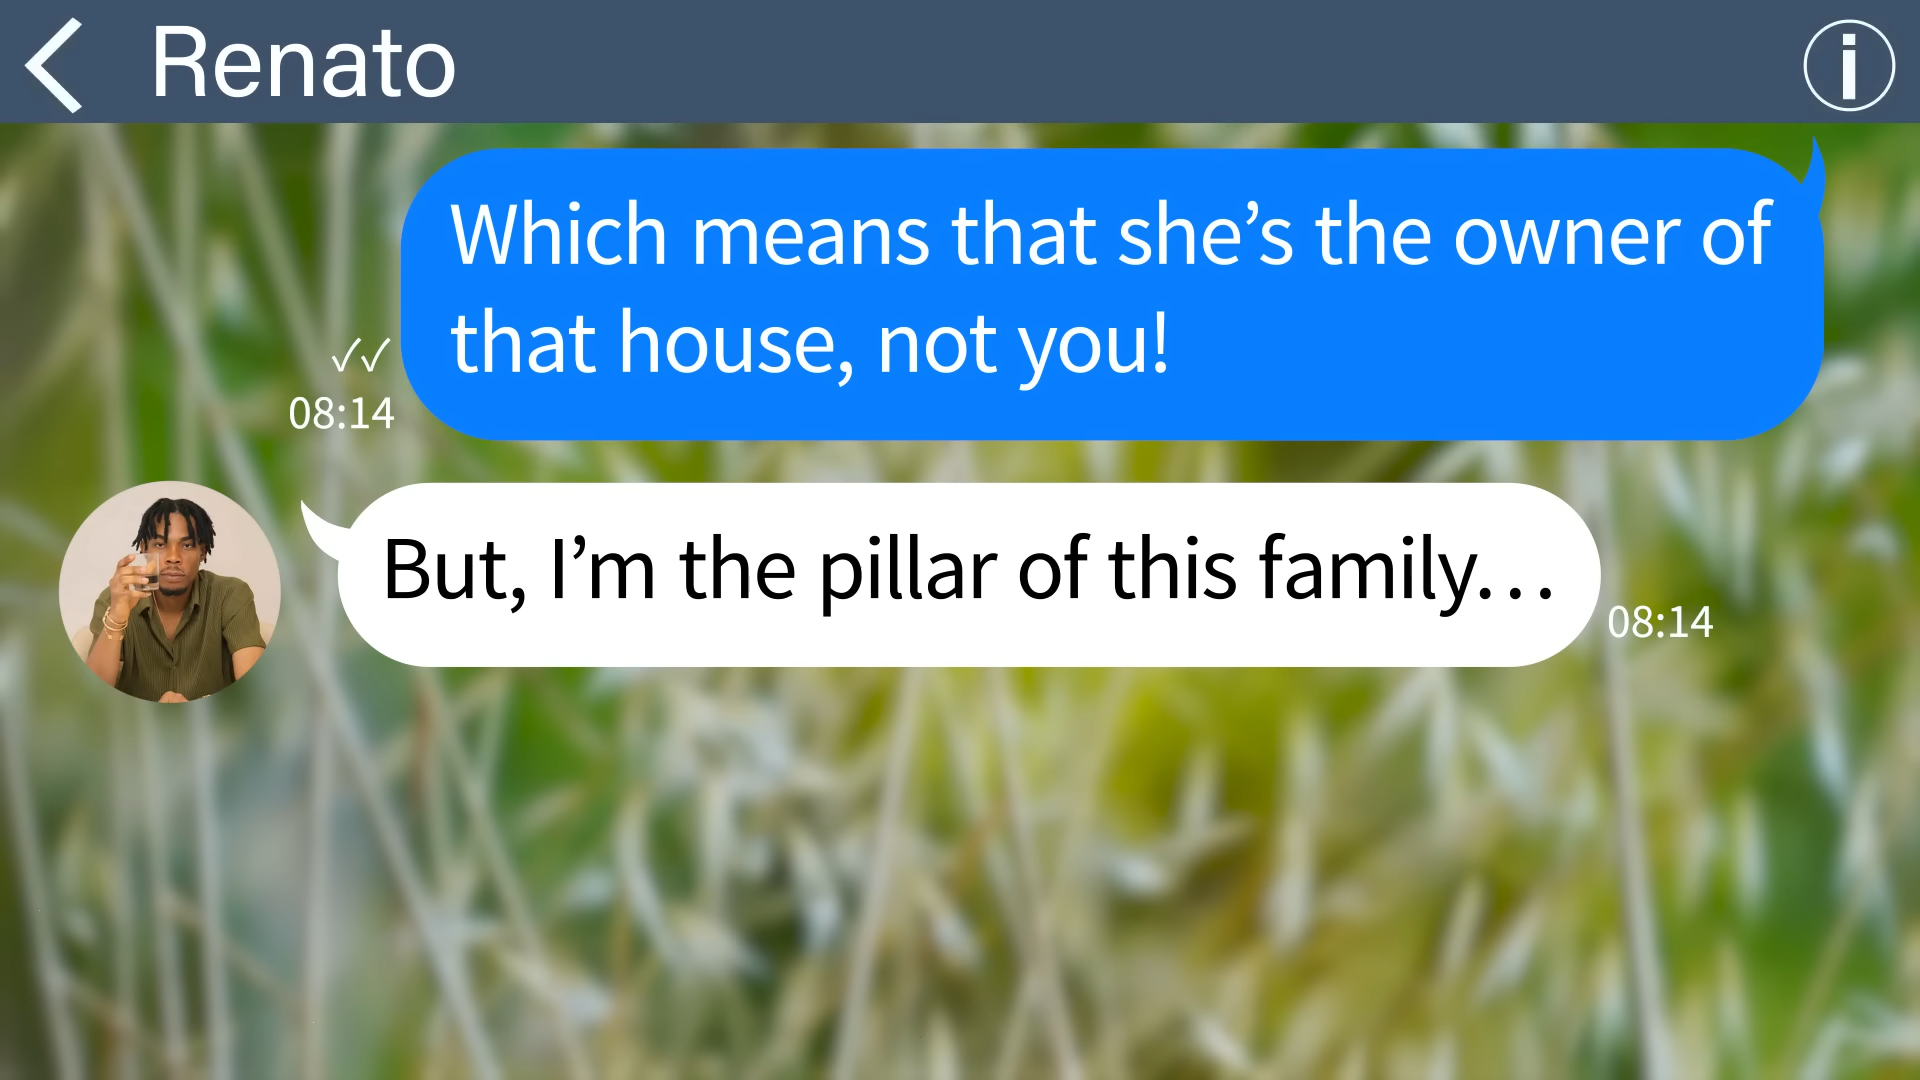 Renato
Which means that she’s the owner of
that house, not you!
08:14
But, I’m the pillar of this family…
08:14